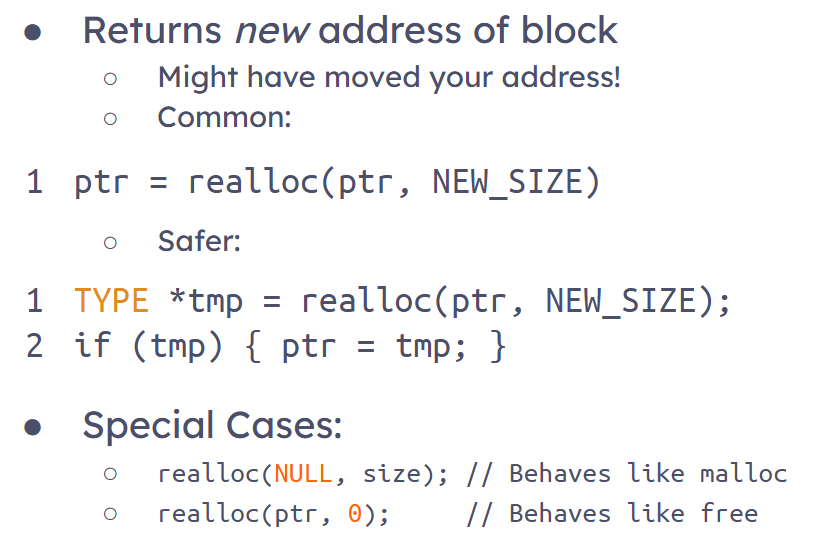 ● Returns new address of block
○ Might have moved your address!
○ Common:
1 ptr = realloc(ptr, NEW_SIZE)
○ Safer:
1 TYPE *tmp = realloc(ptr, NEW_SIZE);
2 if (tmp) { ptr = tmp; }
● Special Cases:
○ realloc(NULL, size); // Behaves like malloc
○ realloc(ptr, 0); // Behaves like free